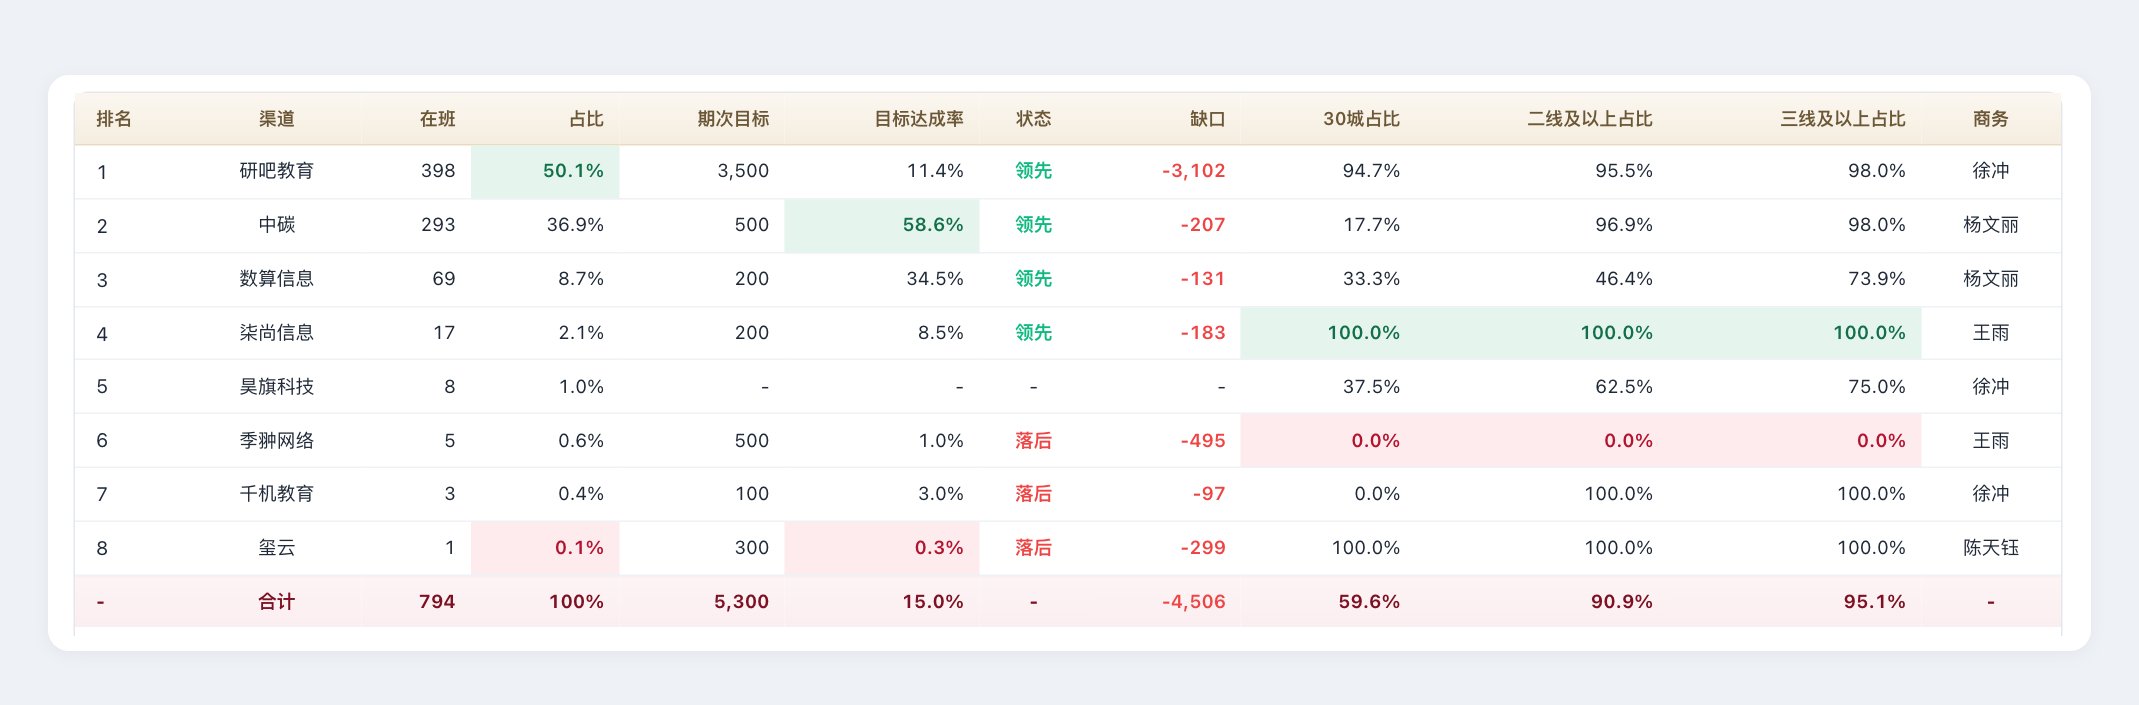 排名 渠道 在班 占比 期次目标 目标达成率 状态 缺口 30城占比 二线及以上占比 三线及以上占比 商务
1 研吧教育 398 50.1% 3,500 11.4% 领先 -3,102 94.7% 95.5% 98.0% 徐冲
2 中碳 293 36.9% 500 58.6% 领先 -207 17.7% 96.9% 98.0% 杨文丽
3 数算信息 69 8.7% 200 34.5% 领先 -131 33.3% 46.4% 73.9% 杨文丽
4 柒尚信息 17 2.1% 200 8.5% 领先 -183 100.0% 100.0% 100.0% 王雨
5 昊旗科技 8 1.0% - - - - 37.5% 62.5% 75.0% 徐冲
6 季翀网络 5 0.6% 500 1.0% 落后 -495 0.0% 0.0% 0.0% 王雨
7 千机教育 3 0.4% 100 3.0% 落后 -97 0.0% 100.0% 100.0% 徐冲
8 玺云 1 0.1% 300 0.3% 落后 -299 100.0% 100.0% 100.0% 陈天钰
- 合计 794 100% 5,300 15.0% - -4,506 59.6% 90.9% 95.1% -